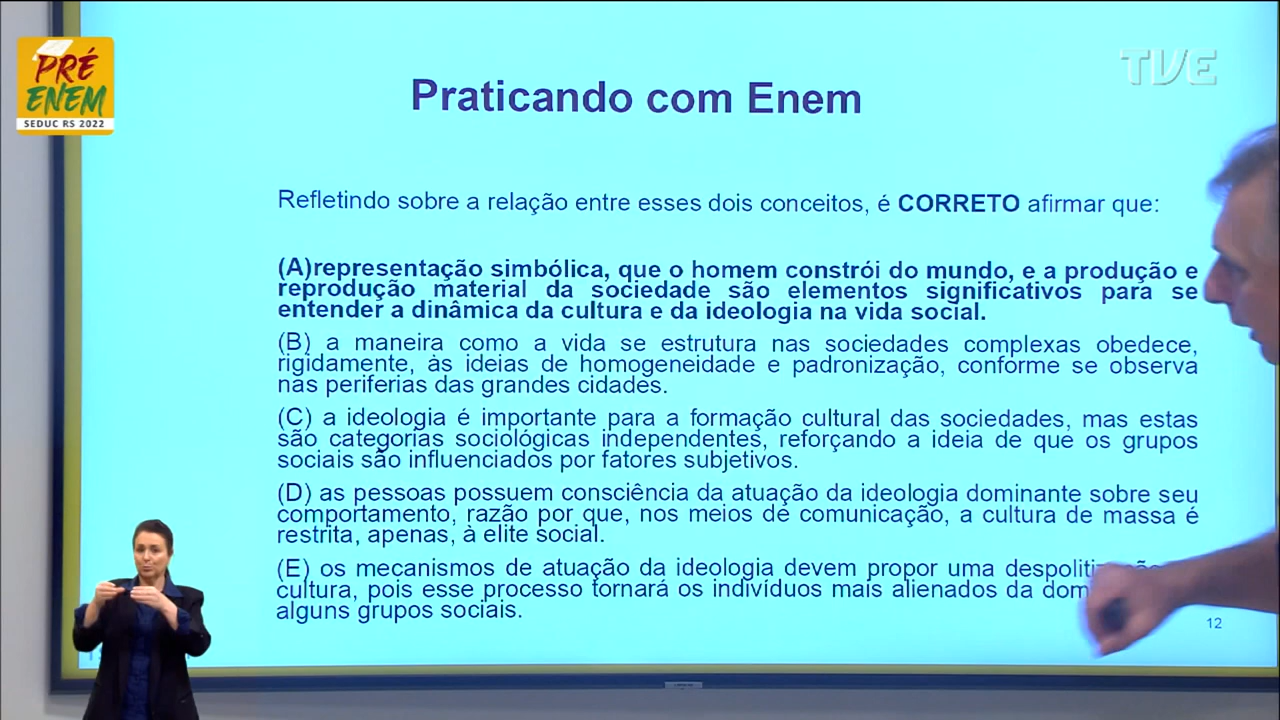 PRÉ
ENEM
SEDUC RS 2022
TVE
Praticando com Enem
Refletindo sobre a relação entre esses dois conceitos, é CORRETO afirmar que:
(A)representação simbólica, que o homem constrói do mundo, e a produção e
reprodução material da sociedade são elementos significativos para se
entender a dinâmica da cultura e da ideologia na vida social.
(B) a maneira como a vida se estrutura nas sociedades complexas obedece,
rigidamente, às ideias de homogeneidade e padronização, conforme se observa
nas periferias das grandes cidades.
(C) a ideologia é importante para a formação cultural das sociedades, mas estas
são categorias sociológicas independentes, reforçando a ideia de que os grupos
sociais são influenciados por fatores subjetivos.
(D) as pessoas possuem consciência da atuação da ideologia dominante sobre seu
comportamento, razão por que, nos meios de comunicação, a cultura de massa é
restrita, apenas, à elite social.
(E) os mecanismos de atuação da ideologia devem propor uma
cultura, pois esse processo tornará os indivíduos mais alienados da
alguns grupos sociais.
12